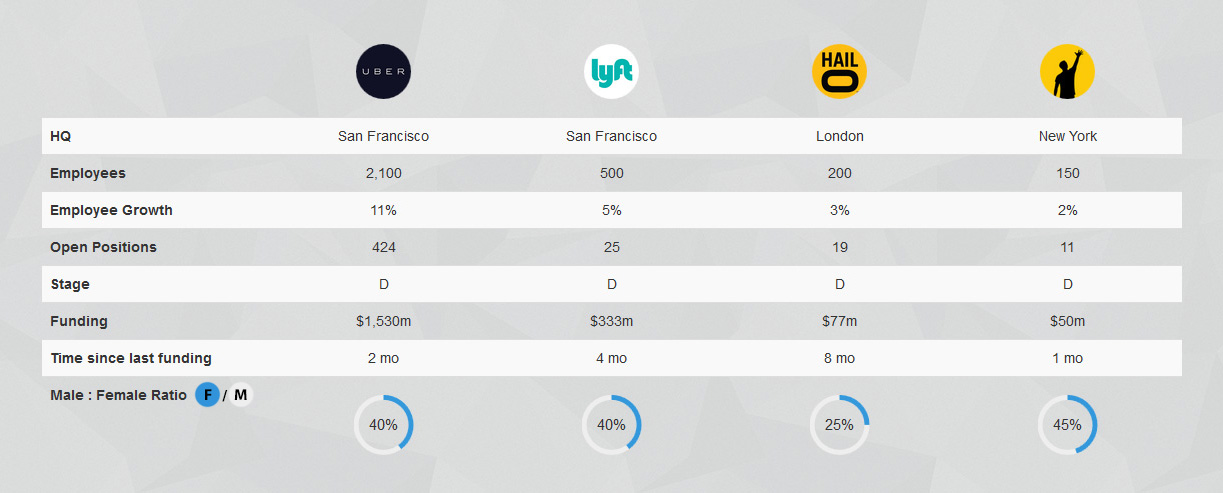 UBER lyft HAILO
HQ San Francisco San Francisco London New York
Employees 2,100 500 200 150
Employee Growth 11% 5% 3% 2%
Open Positions 424 25 19 11
Stage D D D D
Funding $1,530m $333m $77m $50m
Time since last funding 2 mo 4 mo 8 mo 1 mo
Male : Female Ratio F / M
40% 40% 25% 45%